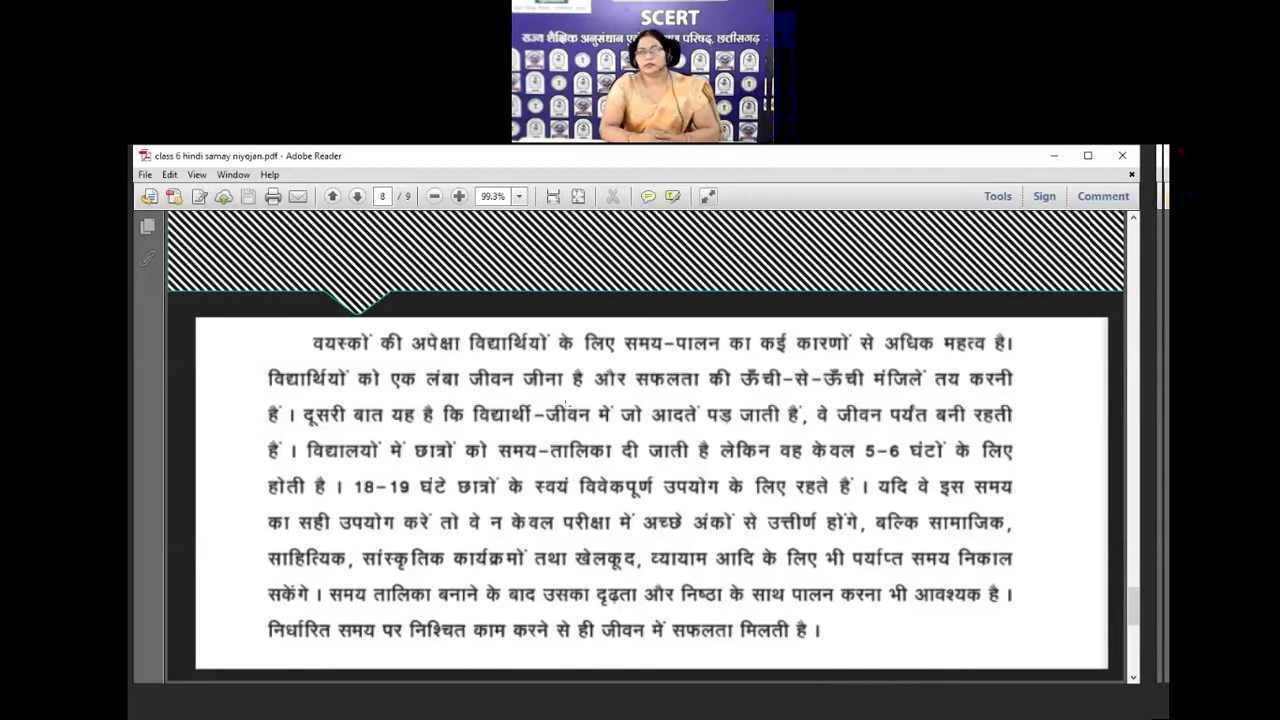 SCERT
राज्य शैक्षिक अनुसंधान परिषद्, छत्तीसगढ़
class 6 hindi samay niyojan.pdf - Adobe Reader
File Edit View Window Help
8 / 9 99.3% Tools Sign Comment
वयस्कों की अपेक्षा विद्यार्थियों के लिए समय-पालन का कई कारणों से अधिक महत्व है।
विद्यार्थियों को एक लंबा जीवन जीना है और सफलता की ऊँची-से-ऊँची मंजिलें तय करनी
हैं । दूसरी बात यह है कि विद्यार्थी-जीवन में जो आदतें पड़ जाती हैं, वे जीवन पर्यंत बनी रहती
हैं । विद्यालयों में छात्रों को समय-तालिका दी जाती है लेकिन वह केवल 5-6 घंटों के लिए
होती है । 18-19 घंटे छात्रों के स्वयं विवेकपूर्ण उपयोग के लिए रहते हैं । यदि वे इस समय
का सही उपयोग करें तो वे न केवल परीक्षा में अच्छे अंकों से उत्तीर्ण होंगे, बल्कि सामाजिक,
साहित्यिक, सांस्कृतिक कार्यक्रमों तथा खेलकूद, व्यायाम आदि के लिए भी पर्याप्त समय निकाल
सकेंगे । समय तालिका बनाने के बाद उसका दृढ़ता और निष्ठा के साथ पालन करना भी आवश्यक है ।
निर्धारित समय पर निश्चित काम करने से ही जीवन में सफलता मिलती है ।